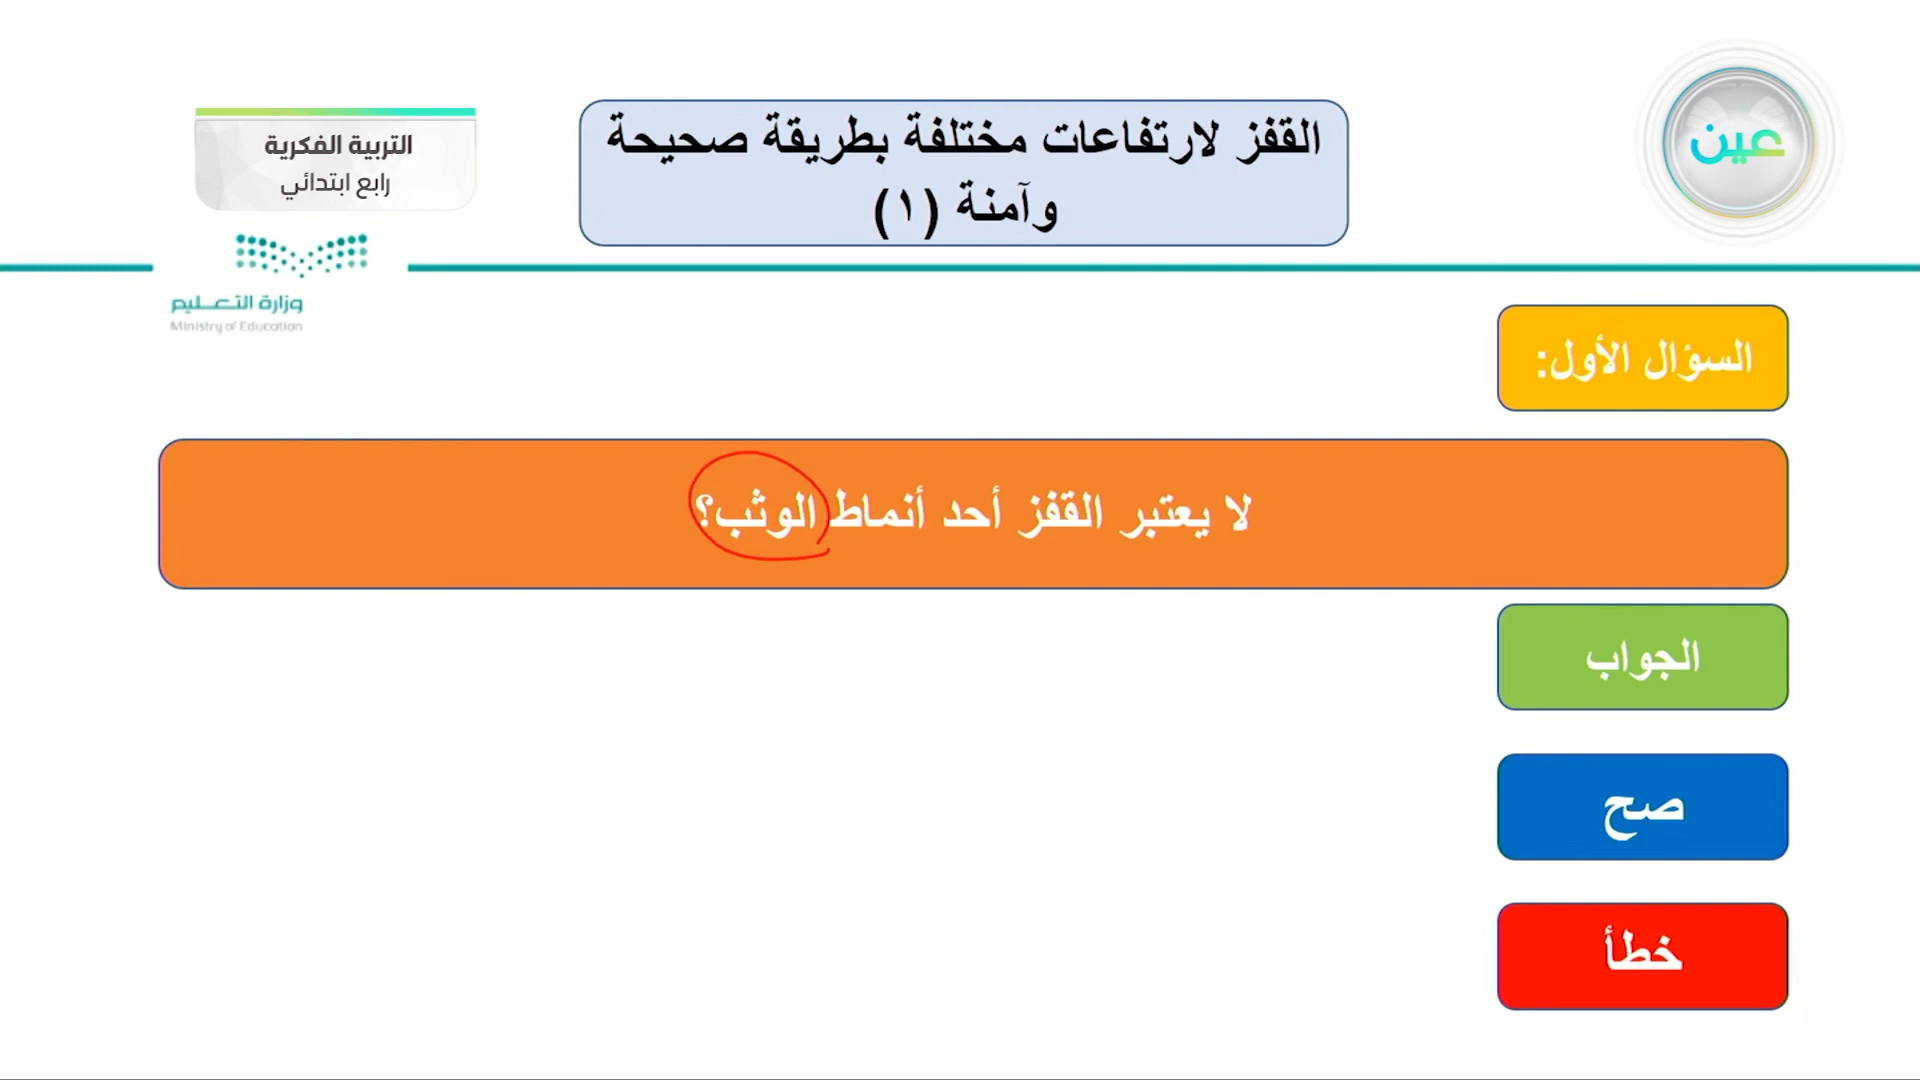 عين
القفز لارتفاعات مختلفة بطريقة صحيحة
وآمنة (١)
التربية الفكرية
رابع ابتدائي
وزارة التعليم
Ministry of Education
السؤال الأول:
لا يعتبر القفز أحد أنماط الوثب؟
الجواب
صح
خطأ